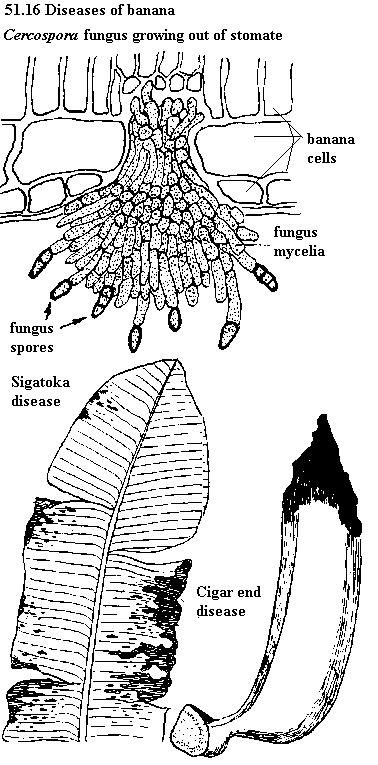 51.16 Diseases of banana
Cercospora fungus growing out of stomate
banana
cells
fungus
mycelia
fungus
spores
Sigatoka
disease
Cigar end
disease